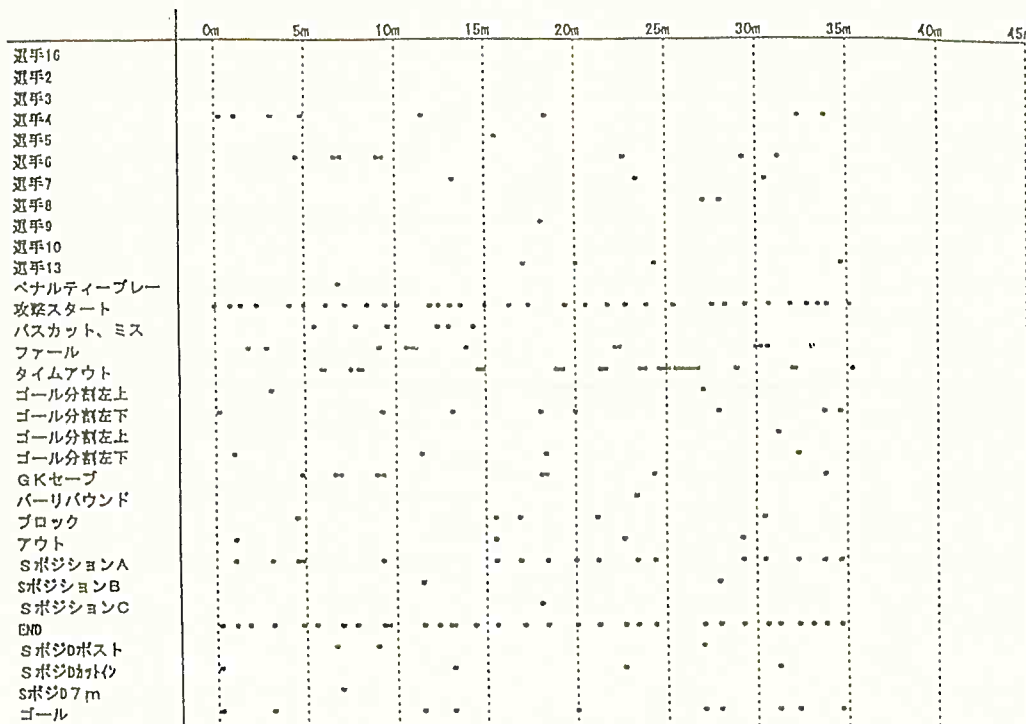 0m 5m 10m 15m 20m 25m 30m 35m 40m 45m
選手16
選手2
選手3
選手4
選手5
選手6
選手7
選手8
選手9
選手10
選手13
ペナルティープレー
攻撃スタート
パスカット、ミス
ファール
タイムアウト
ゴール分割左上
ゴール分割左下
ゴール分割左上
ゴール分割左下
GKセーブ
バーリバウンド
ブロック
アウト
SポジションA
SポジションB
SポジションC
END
SポジDポスト
SポジDカットイン
SポジD7m
ゴール